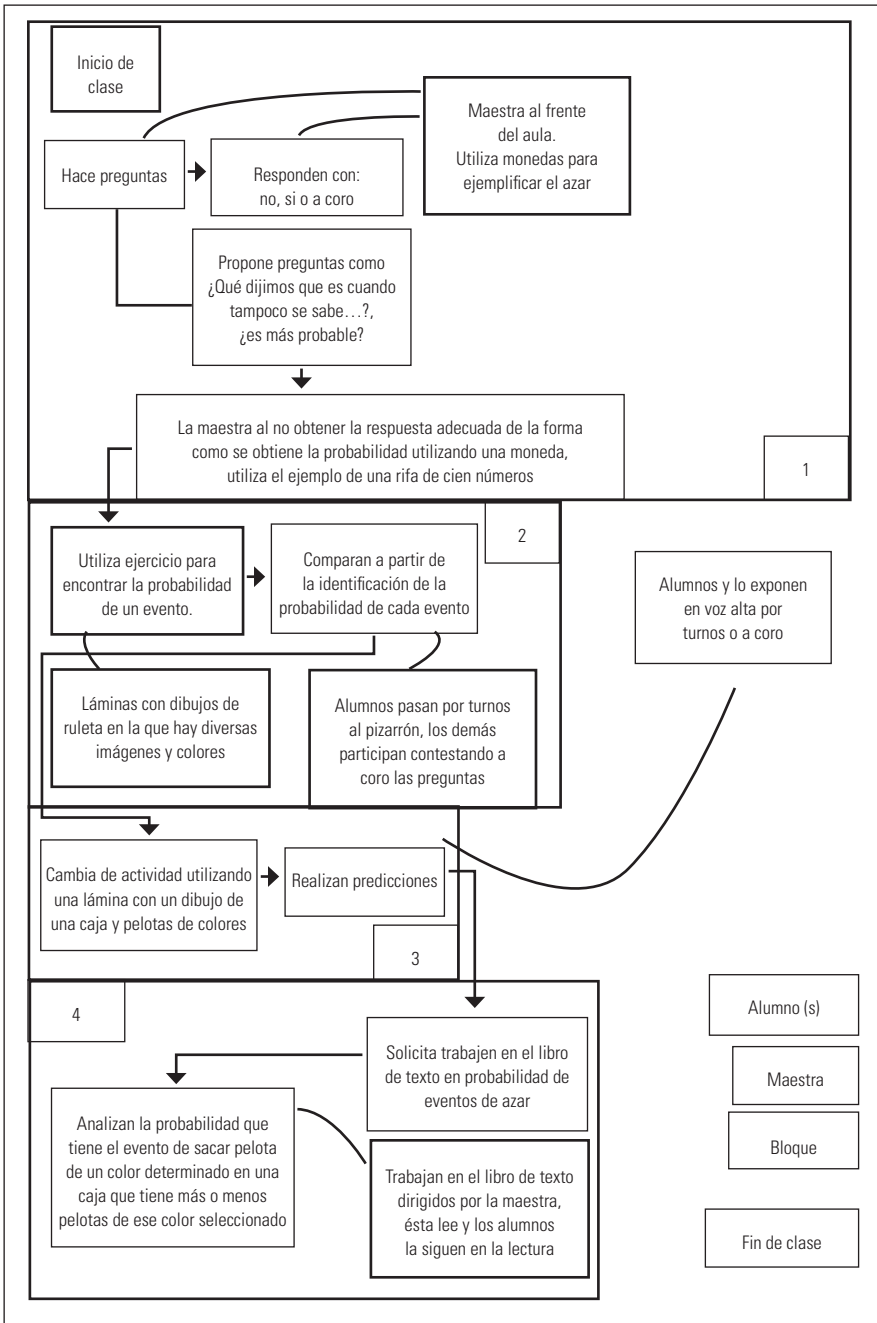 Inicio de
clase
Maestra al frente
del aula.
Utiliza monedas para
ejemplificar el azar
Hace preguntas
Responden con:
no, si o a coro
Propone preguntas como
¿Qué dijimos que es cuando
tampoco se sabe…?,
¿es más probable?
La maestra al no obtener la respuesta adecuada de la forma
como se obtiene la probabilidad utilizando una moneda,
utiliza el ejemplo de una rifa de cien números
1
2
Utiliza ejercicio para
encontrar la probabilidad
de un evento.
Comparan a partir de
la identificación de la
probabilidad de cada evento
Alumnos y lo exponen
en voz alta por
turnos o a coro
Láminas con dibujos de
ruleta en la que hay diversas
imágenes y colores
Alumnos pasan por turnos
al pizarrón, los demás
participan contestando a
coro las preguntas
Cambia de actividad utilizando
una lámina con un dibujo de
una caja y pelotas de colores
Realizan predicciones
3
4
Solicita trabajen en el libro
de texto en probabilidad de
eventos de azar
Analizan la probabilidad que
tiene el evento de sacar pelota
de un color determinado en una
caja que tiene más o menos
pelotas de ese color seleccionado
Trabajan en el libro de texto
dirigidos por la maestra,
ésta lee y los alumnos
la siguen en la lectura
Alumno (s)
Maestra
Bloque
Fin de clase